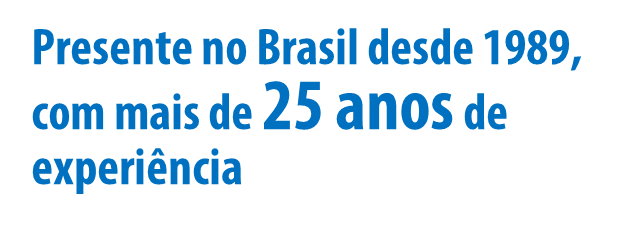 Presente no Brasil desde 1989,
com mais de 25 anos de
experiência